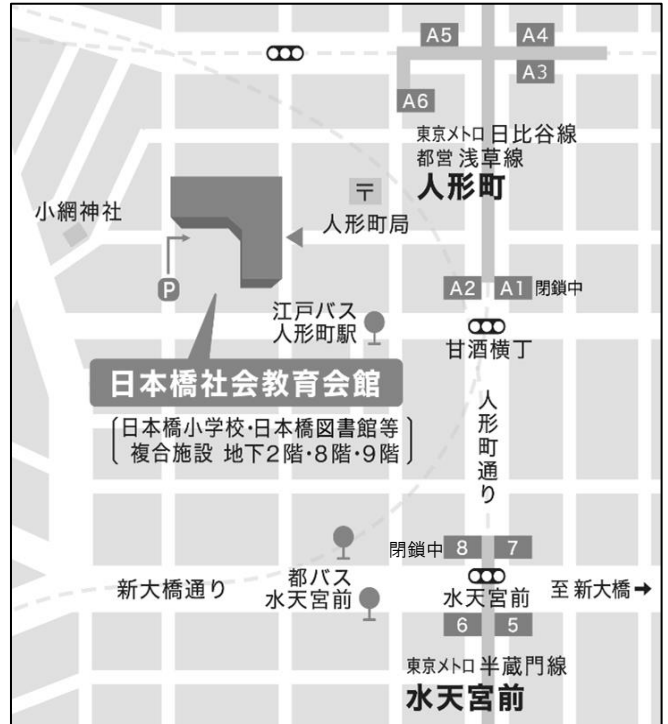 A5 A4
A3
A6
東京メトロ 日比谷線
都営 浅草線
人形町
小網神社
〒
人形町局
P
A2 A1 閉鎖中
江戸バス
人形町駅
甘酒横丁
日本橋社会教育会館
日本橋小学校・日本橋図書館等
複合施設 地下2階・8階・9階
人形町通り
閉鎖中 8 7
新大橋通り
都バス
水天宮前
水天宮前
至 新大橋➡
6 5
東京メトロ 半蔵門線
水天宮前